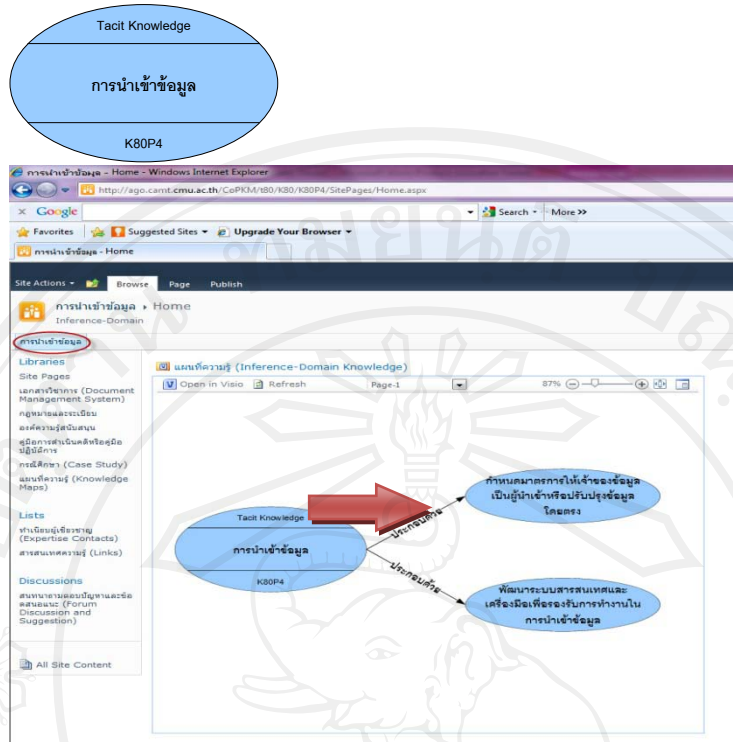 Tacit Knowledge
การนำเข้าข้อมูล
K80P4
การนำเข้าข้อมูล - Home - Windows Internet Explorer
http://ago.camt.cmu.ac.th/CoPKM/t80/K80/K80P4/SitePages/Home.aspx
x Google Search More >>
Favorites Suggested Sites Upgrade Your Browser
การนำเข้าข้อมูล - Home
Site Actions Browse Page Publish
การนำเข้าข้อมูล Home
Inference-Domain
การนำเข้าข้อมูล
Libraries
Site Pages
เอกสารวิชาการ (Document
Management System)
กฎหมายและระเบียบ
องค์ความรู้สนับสนุน
คู่มือการดำเนินคดีหรือคู่มือ
ปฏิบัติการ
กรณีศึกษา (Case Study)
แผนที่ความรู้ (Knowledge
Maps)
Lists
ทำเนียบผู้เชี่ยวชาญ
(Expertise Contacts)
สารสนเทศความรู้ (Links)
Discussions
สนทนาถามตอบปัญหาและข้อ
เสนอแนะ (Forum
Discussion and
Suggestion)
All Site Content
แผนที่ความรู้ (Inference-Domain Knowledge)
Open in Visio Refresh Page-1 87%
Tacit Knowledge
การนำเข้าข้อมูล
K80P4
ประกอบด้วย
กำหนดมาตรการให้เจ้าของข้อมูล
เป็นผู้นำเข้าหรือปรับปรุงข้อมูล
โดยตรง
ประกอบด้วย
พัฒนาระบบสารสนเทศและ
เครื่องมือเพื่อรองรับการทำงานใน
การนำเข้าข้อมูล